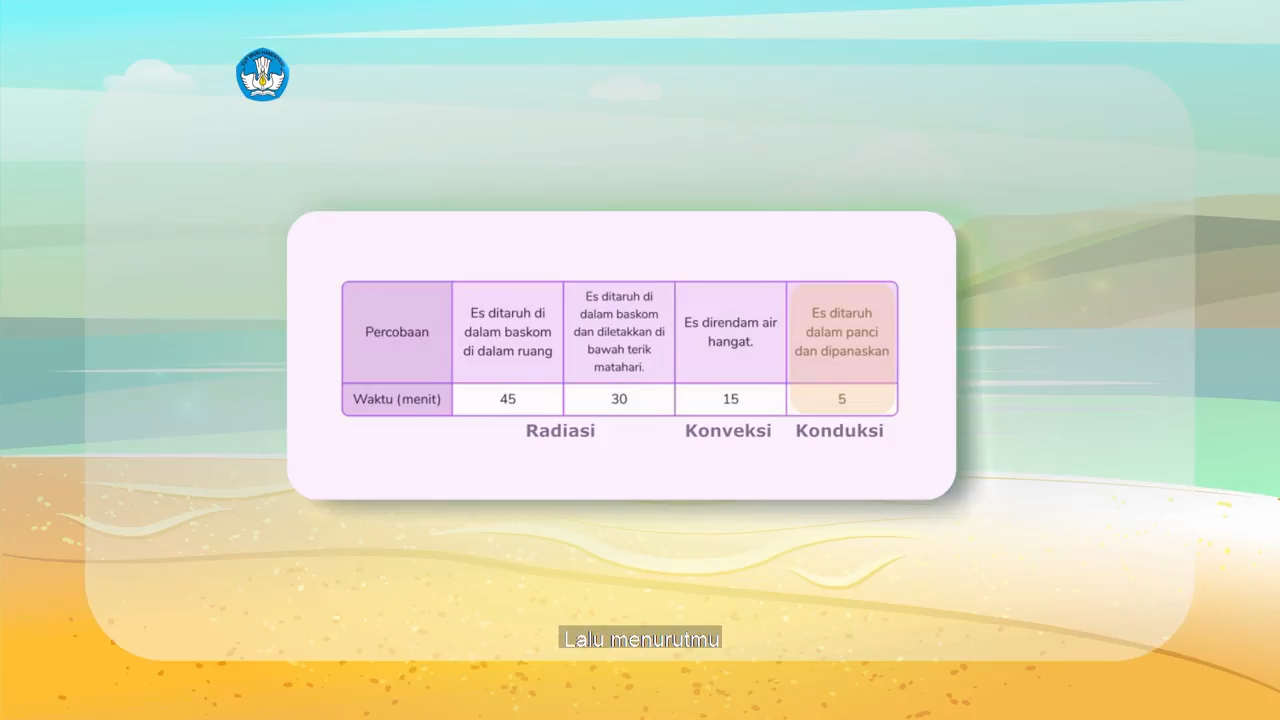 Percobaan
Es ditaruh di
dalam baskom
di dalam ruang
Es ditaruh di
dalam baskom
dan diletakkan di
bawah terik
matahari.
Es direndam air
hangat.
Es ditaruh
dalam panci
dan dipanaskan
Waktu (menit)
45
30
15
5
Radiasi
Konveksi
Konduksi
Lalu menurutmu